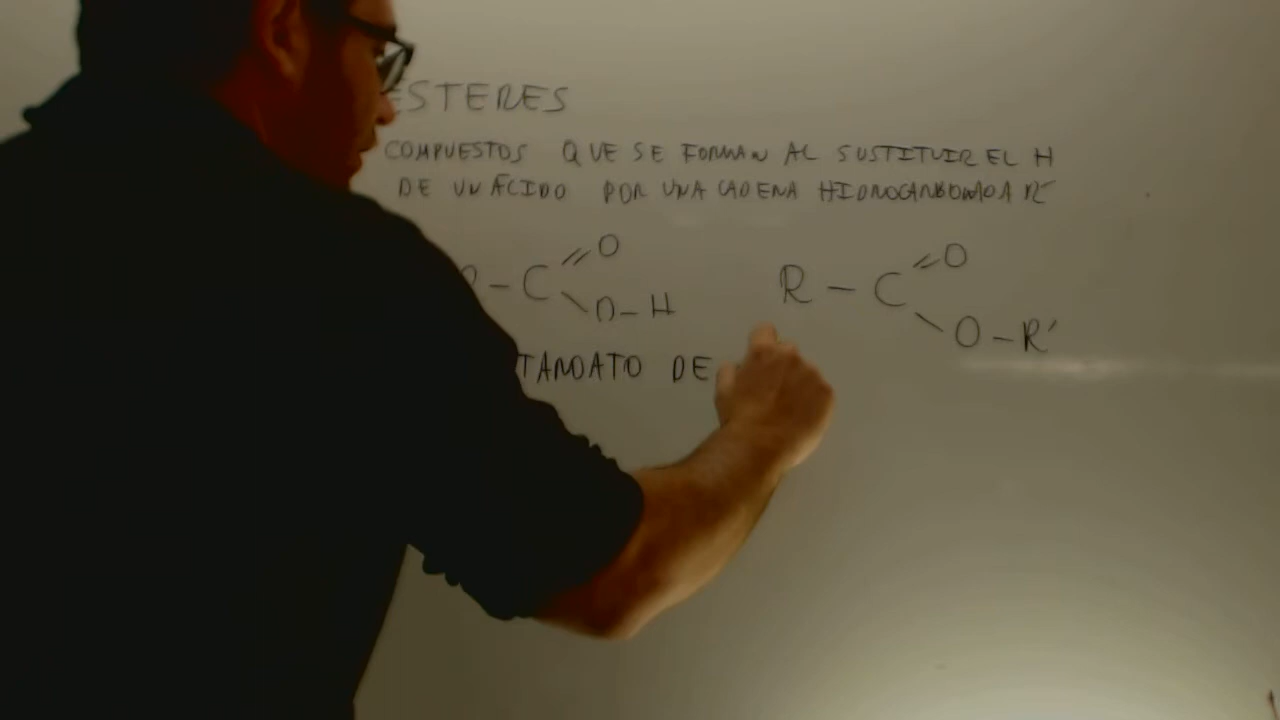 ESTERES
COMPUESTOS QUE SE FORMAN AL SUSTITUIR EL H
DE UN ÁCIDO POR UNA CADENA HIDROCARBONADA R'
R - C = O \ O - H
R - C = O \ O - R'
TANOATO DE